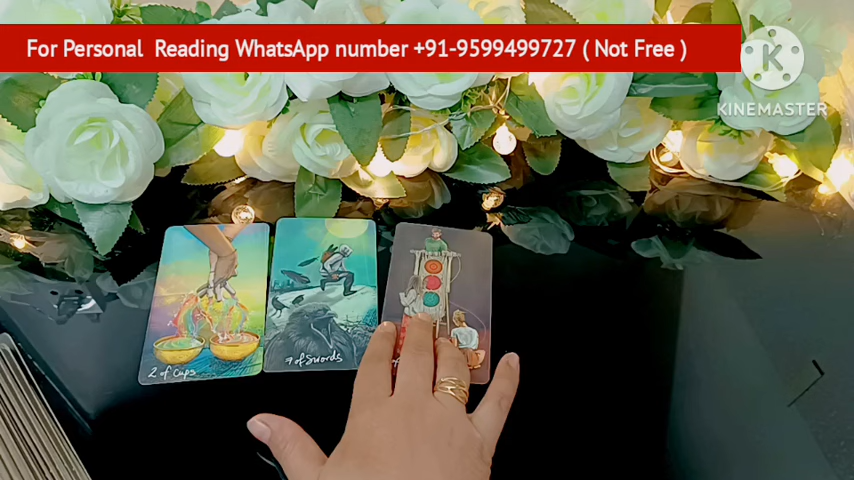 For Personal Reading WhatsApp number +91-9599499727 ( Not Free )
KINEMASTER
2 of Cups
7 of Swords